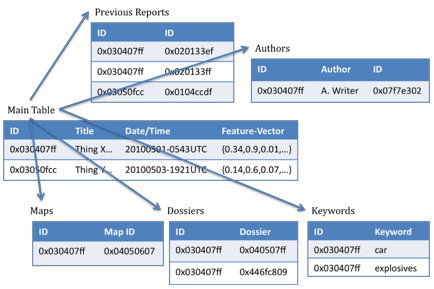 Previous Reports
ID ID
0x030407ff 0x020133ef
0x030407ff 0x020133ff
0x03050fcc 0x0104ccdf
Authors
ID Author ID
0x030407ff A. Writer 0x07f7e302
Main Table
ID Title Date/Time Feature-Vector
0x030407ff Thing X... 20100501-0543UTC {0.34,0.9,0.01,...}
0x03050fcc Thing Y... 20100503-1921UTC {0.14,0.6,0.07,...}
Maps
ID Map ID
0x030407ff 0x04050607
Dossiers
ID Dossier
0x030407ff 0x040507ff
0x030407ff 0x446fc809
Keywords
ID Keyword
0x030407ff car
0x030407ff explosives